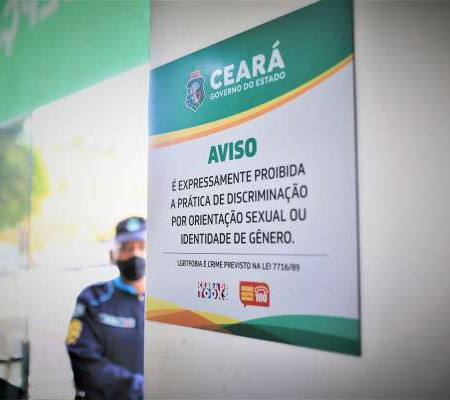 CEARÁ
GOVERNO DO ESTADO
AVISO
É EXPRESSAMENTE PROIBIDA
A PRÁTICA DE DISCRIMINAÇÃO
POR ORIENTAÇÃO SEXUAL OU
IDENTIDADE DE GÊNERO.
LGBTFOBIA É CRIME PREVISTO NA LEI 7716/89
100